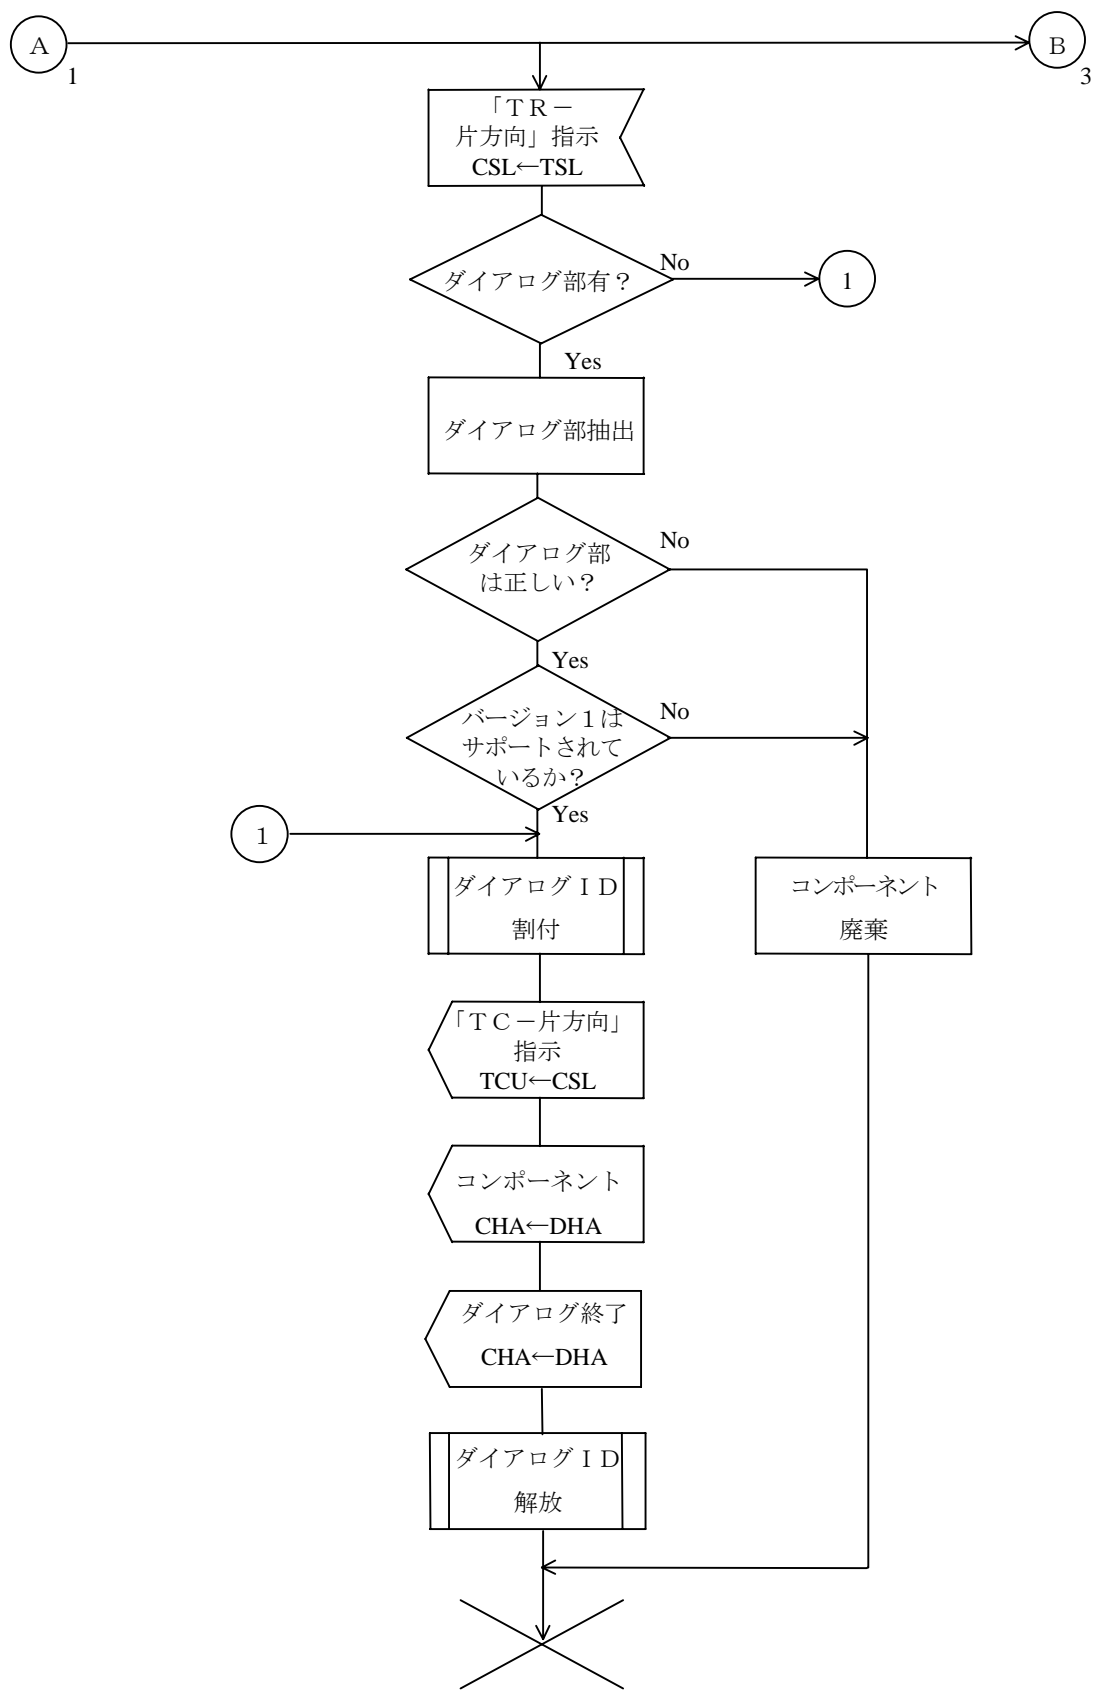 A
B
1
3
「ＴＲ－
片方向」指示
CSL←TSL
No
ダイアログ部有？
1
Yes
ダイアログ部抽出
No
ダイアログ部
は正しい？
Yes
No
バージョン１は
サポートされて
いるか？
Yes
1
ダイアログＩＤ
割付
コンポーネント
廃棄
「ＴＣ－片方向」
指示
TCU←CSL
コンポーネント
CHA←DHA
ダイアログ終了
CHA←DHA
ダイアログＩＤ
解放